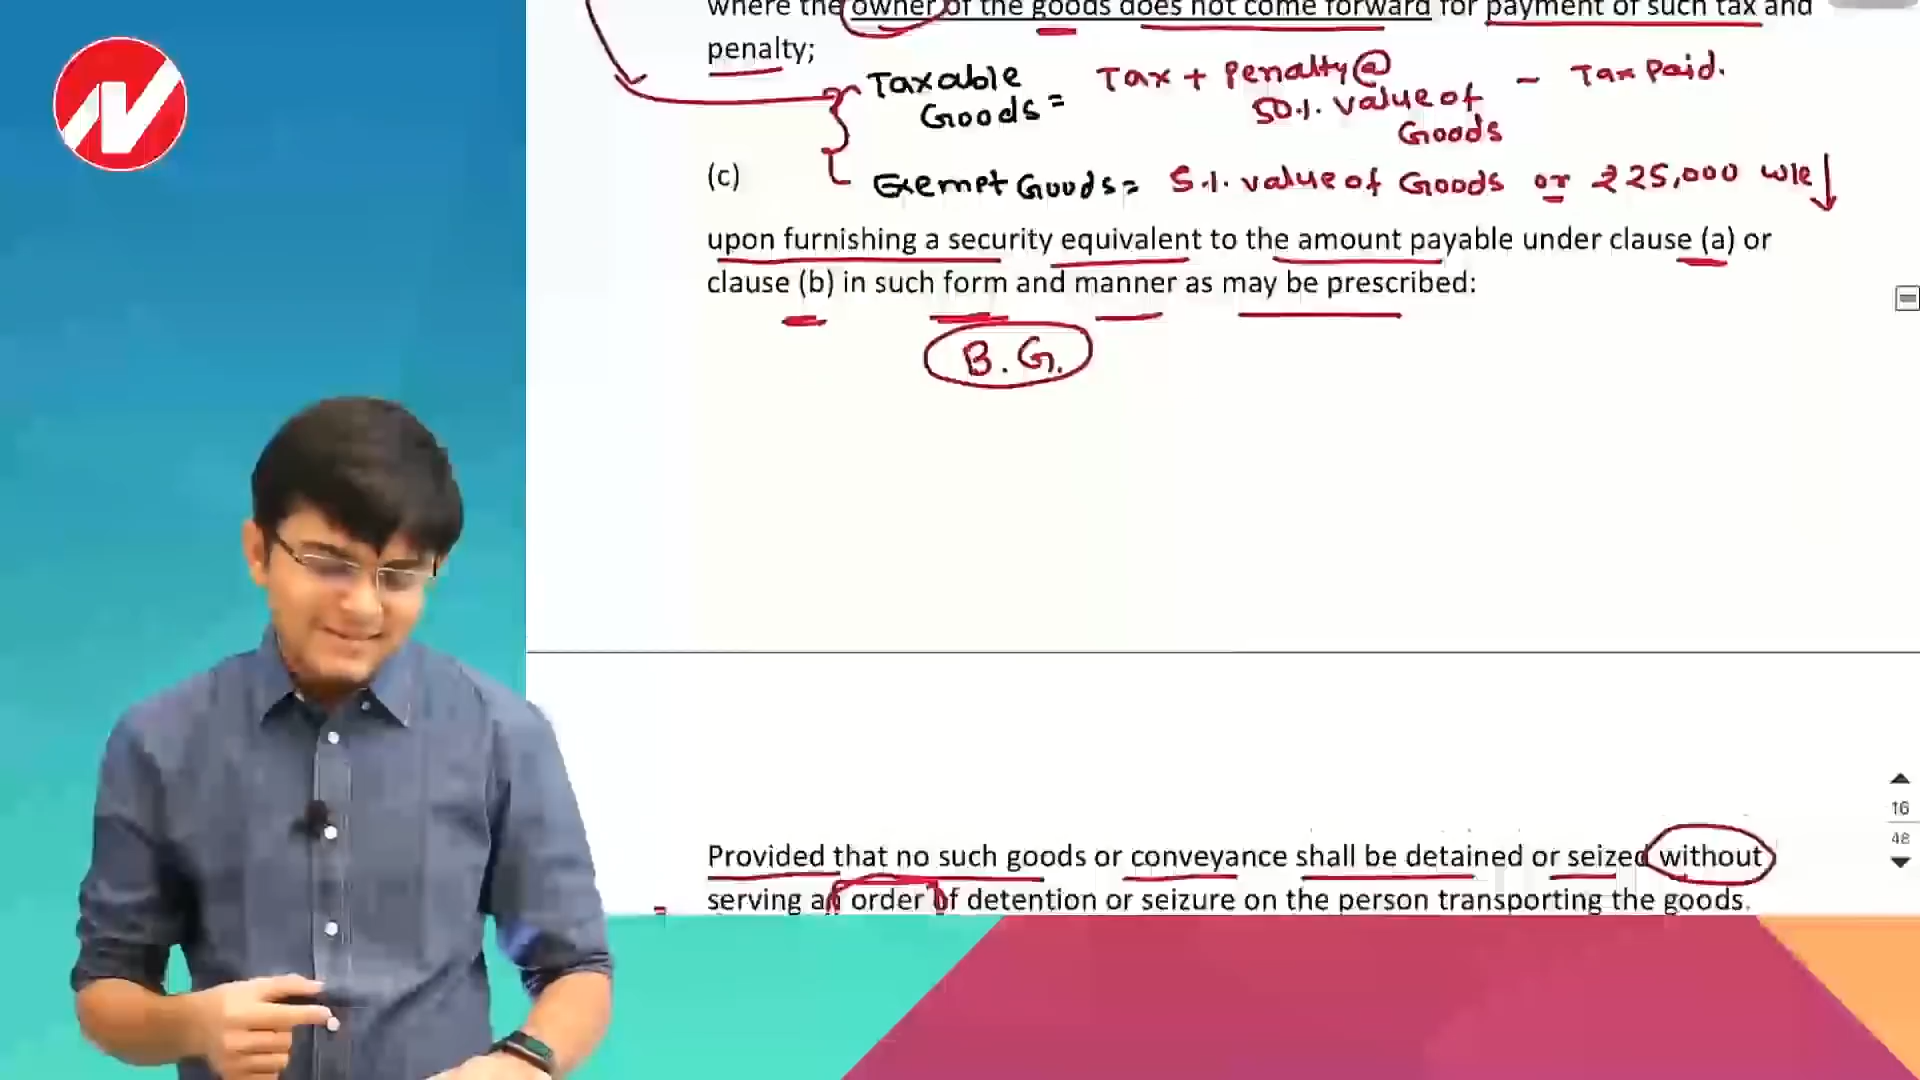 where the owner of the goods does not come forward for payment of such tax and
penalty;
Taxable Goods = Tax + Penalty @ 50%. value of Goods - Tax Paid.
(c)
Exempt Goods = 5%. value of Goods or ₹25,000 w/e ↓
upon furnishing a security equivalent to the amount payable under clause (a) or
clause (b) in such form and manner as may be prescribed:
B.G.
16
48
Provided that no such goods or conveyance shall be detained or seized without
serving an order of detention or seizure on the person transporting the goods.